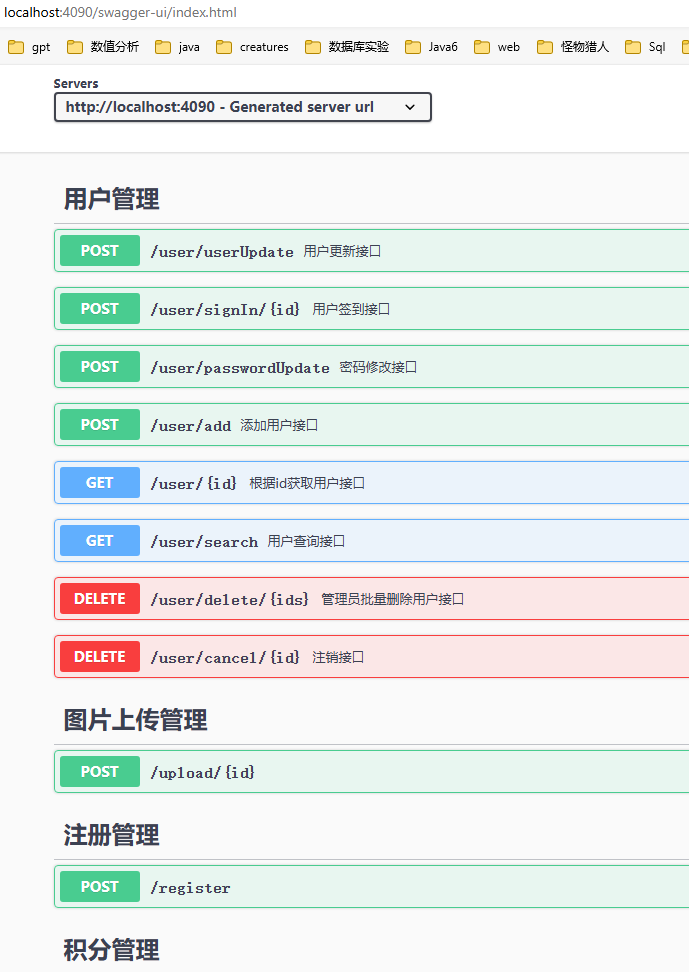 localhost:4090/swagger-ui/index.html
gpt 数值分析 java creatures 数据库实验 Java6 web 怪物猎人 Sql
Servers
http://localhost:4090 - Generated server url
用户管理
POST /user/userUpdate 用户更新接口
POST /user/signIn/{id} 用户签到接口
POST /user/passwordUpdate 密码修改接口
POST /user/add 添加用户接口
GET /user/{id} 根据id获取用户接口
GET /user/search 用户查询接口
DELETE /user/delete/{ids} 管理员批量删除用户接口
DELETE /user/cancel/{id} 注销接口
图片上传管理
POST /upload/{id}
注册管理
POST /register
积分管理